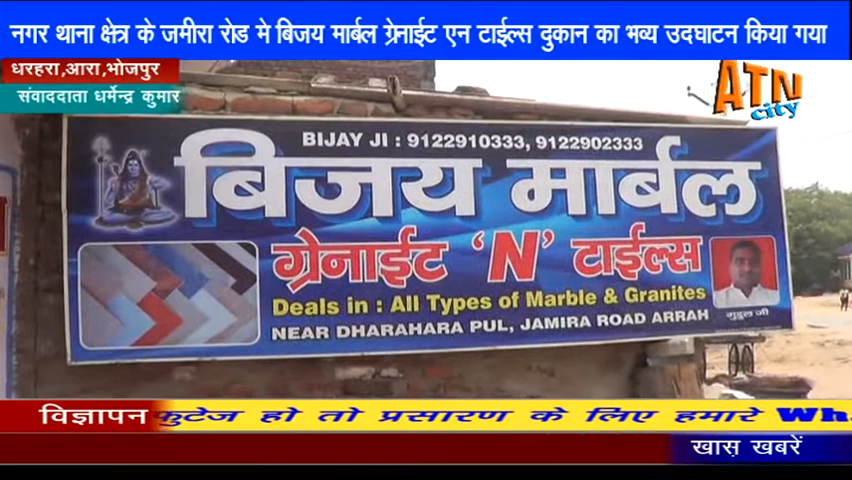 नगर थाना क्षेत्र के जमीरा रोड मे बिजय मार्बल ग्रेनाईट एन टाईल्स दुकान का भव्य उदघाटन किया गया
धरहरा,आरा,भोजपुर
संवाददाता धर्मेन्द्र कुमार
ATN
city
BIJAY JI : 9122910333, 9122902333
बिजय मार्बल
ग्रेनाईट 'N' टाईल्स
Deals in : All Types of Marble & Granites
NEAR DHARAHARA PUL, JAMIRA ROAD ARRAH
गुदुल जी
विज्ञापन फुटेज हो तो प्रसारण के लिए हमारे Wh
खास़ खबरें